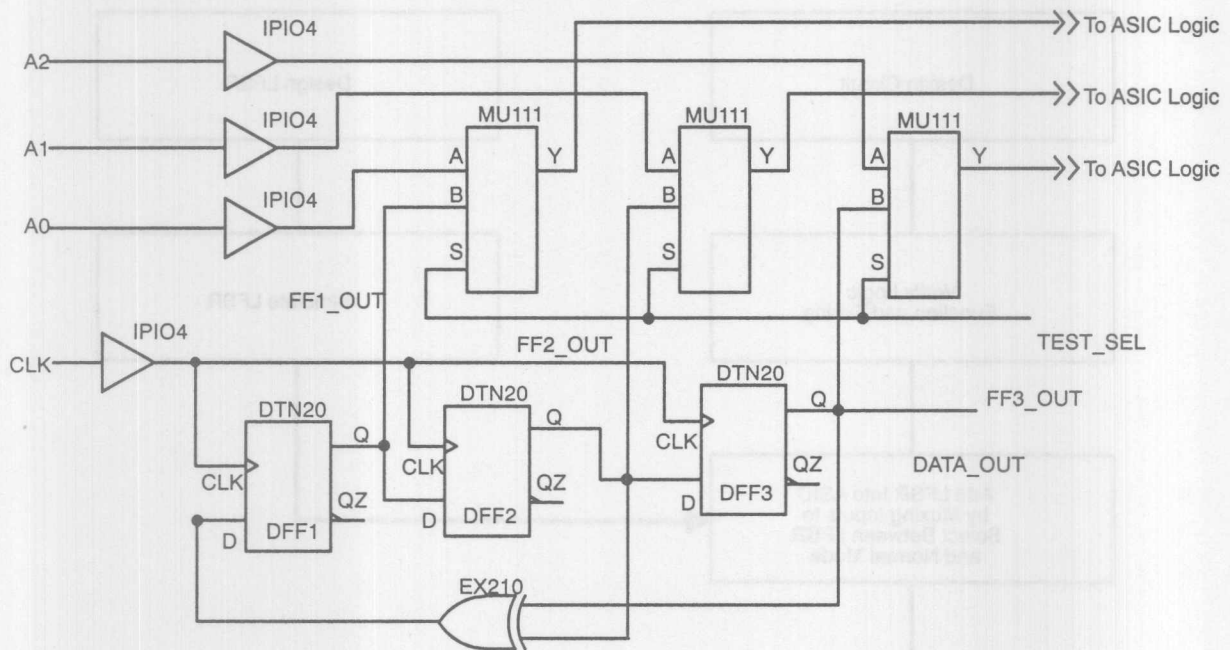 IPIO4
To ASIC Logic
A2
IPIO4
MU111
MU111
MU111
To ASIC Logic
A1
A
Y
A
Y
A
Y
To ASIC Logic
IPIO4
B
B
B
A0
S
S
S
FF1_OUT
IPIO4
FF2_OUT
TEST_SEL
CLK
DTN20
DTN20
DTN20
Q
FF3_OUT
Q
Q
CLK
CLK
CLK
QZ
DATA_OUT
QZ
QZ
D
DFF3
D
DFF2
D
DFF1
EX210